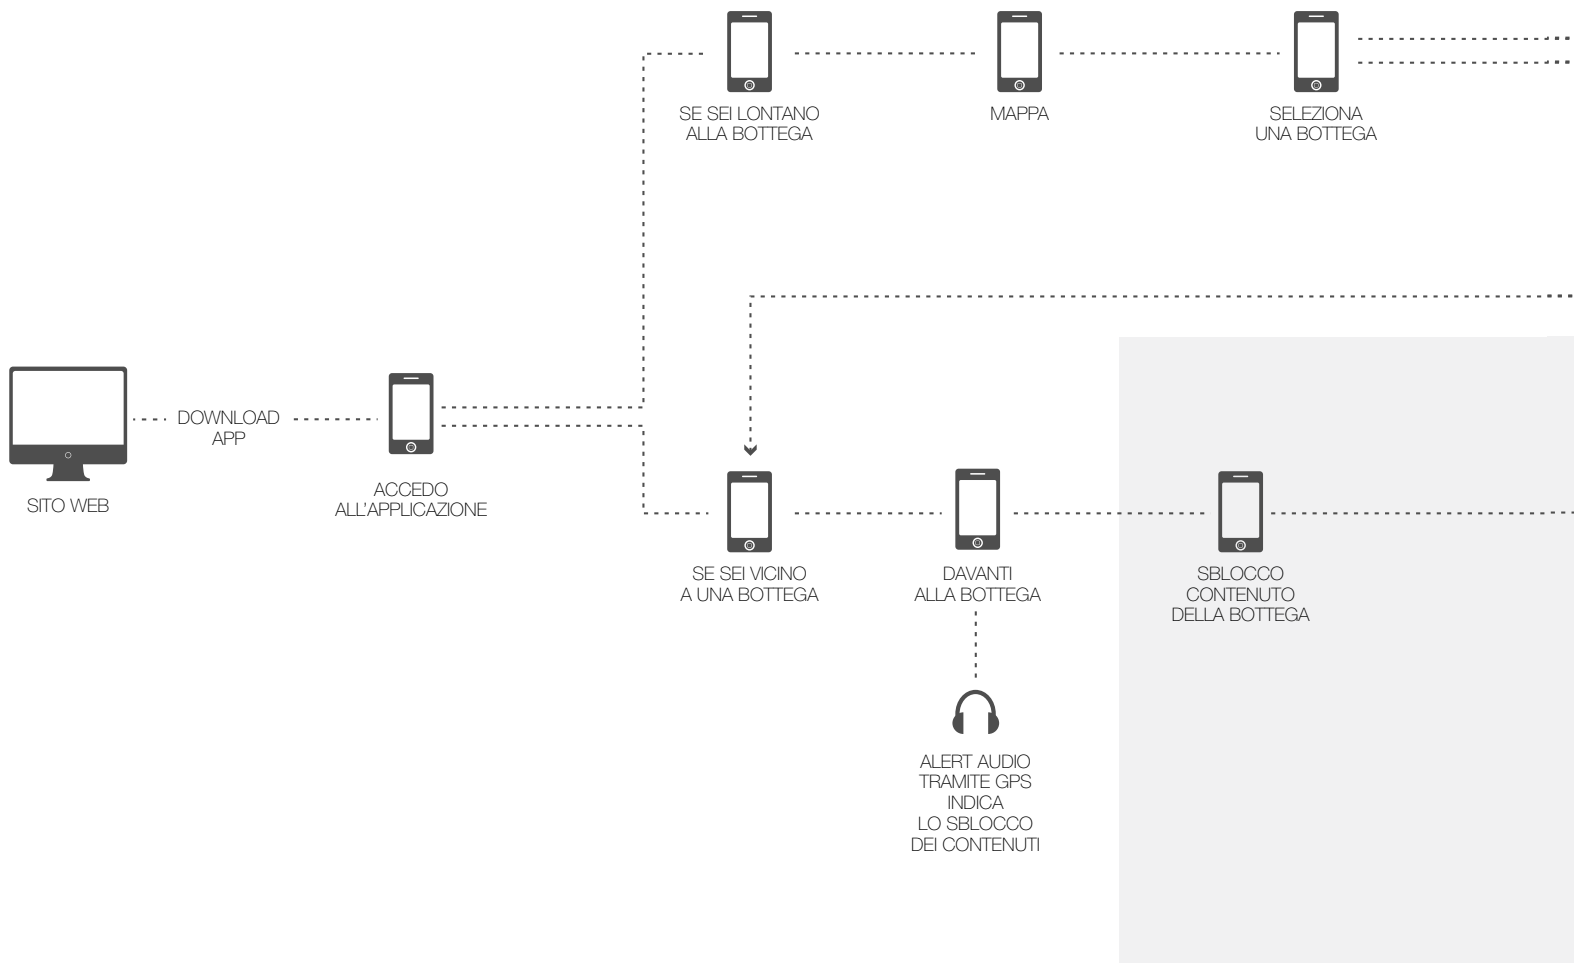 SE SEI LONTANO
ALLA BOTTEGA
MAPPA
SELEZIONA
UNA BOTTEGA
DOWNLOAD
APP
SITO WEB
ACCEDO
ALL'APPLICAZIONE
SE SEI VICINO
A UNA BOTTEGA
DAVANTI
ALLA BOTTEGA
SBLOCCO
CONTENUTO
DELLA BOTTEGA
ALERT AUDIO
TRAMITE GPS
INDICA
LO SBLOCCO
DEI CONTENUTI